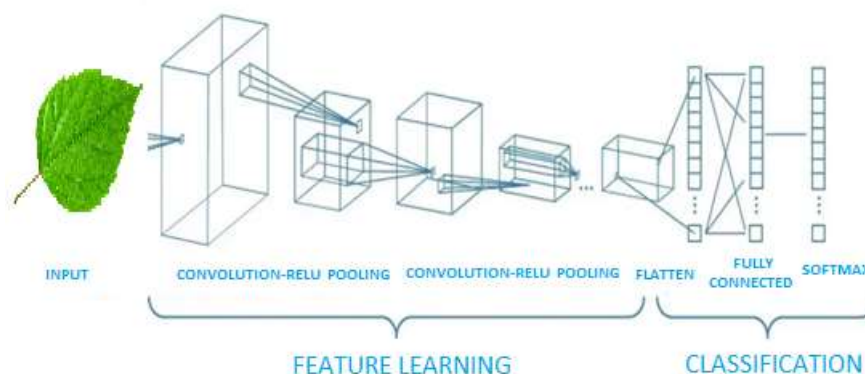 INPUT
CONVOLUTION-RELU POOLING
CONVOLUTION-RELU POOLING
FLATTEN
FULLY
CONNECTED
SOFTMAX
FEATURE LEARNING
CLASSIFICATION